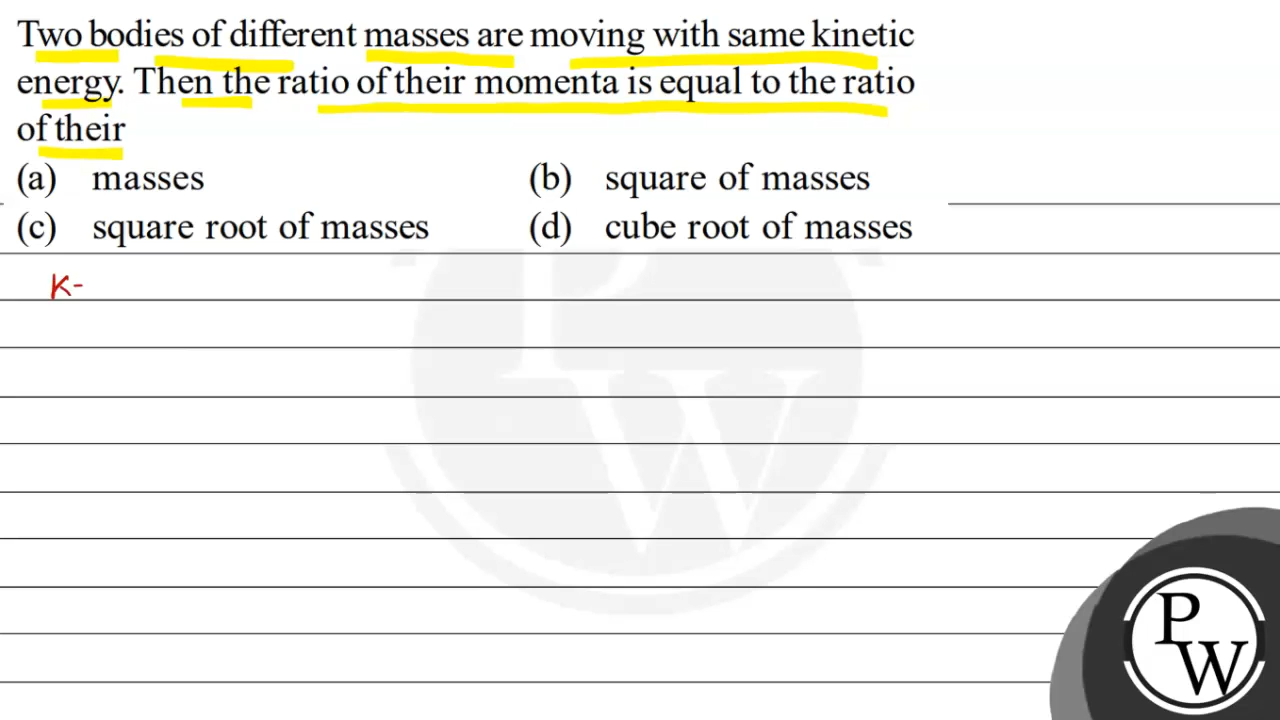 Two bodies of different masses are moving with same kinetic
energy. Then the ratio of their momenta is equal to the ratio
of their
(a) masses (b) square of masses
(c) square root of masses (d) cube root of masses
K-
P
W
P
W